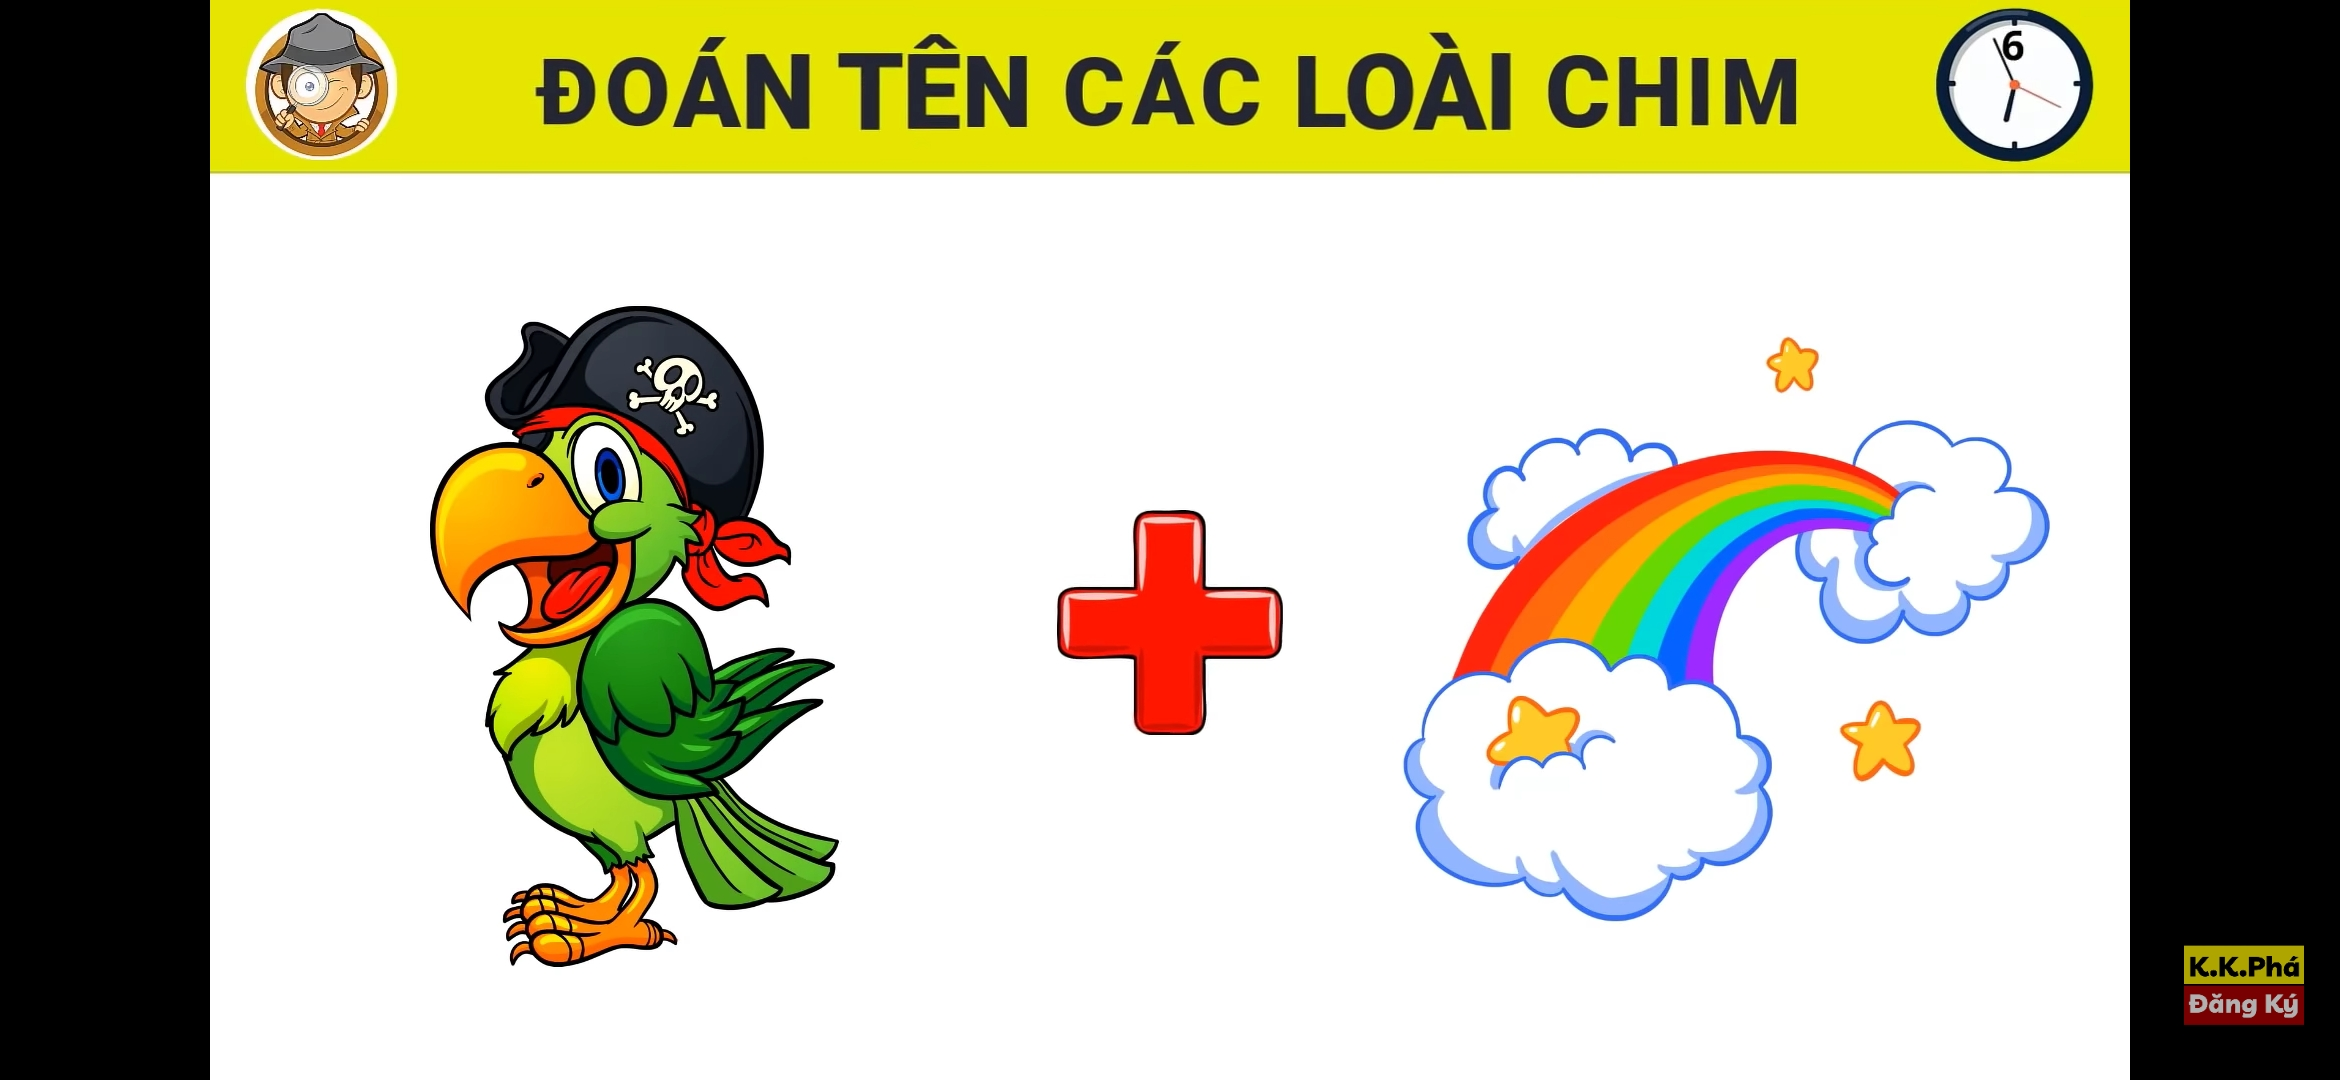 ĐOÁN TÊN CÁC LOÀI CHIM
6
K.K.Phá
Đăng Ký